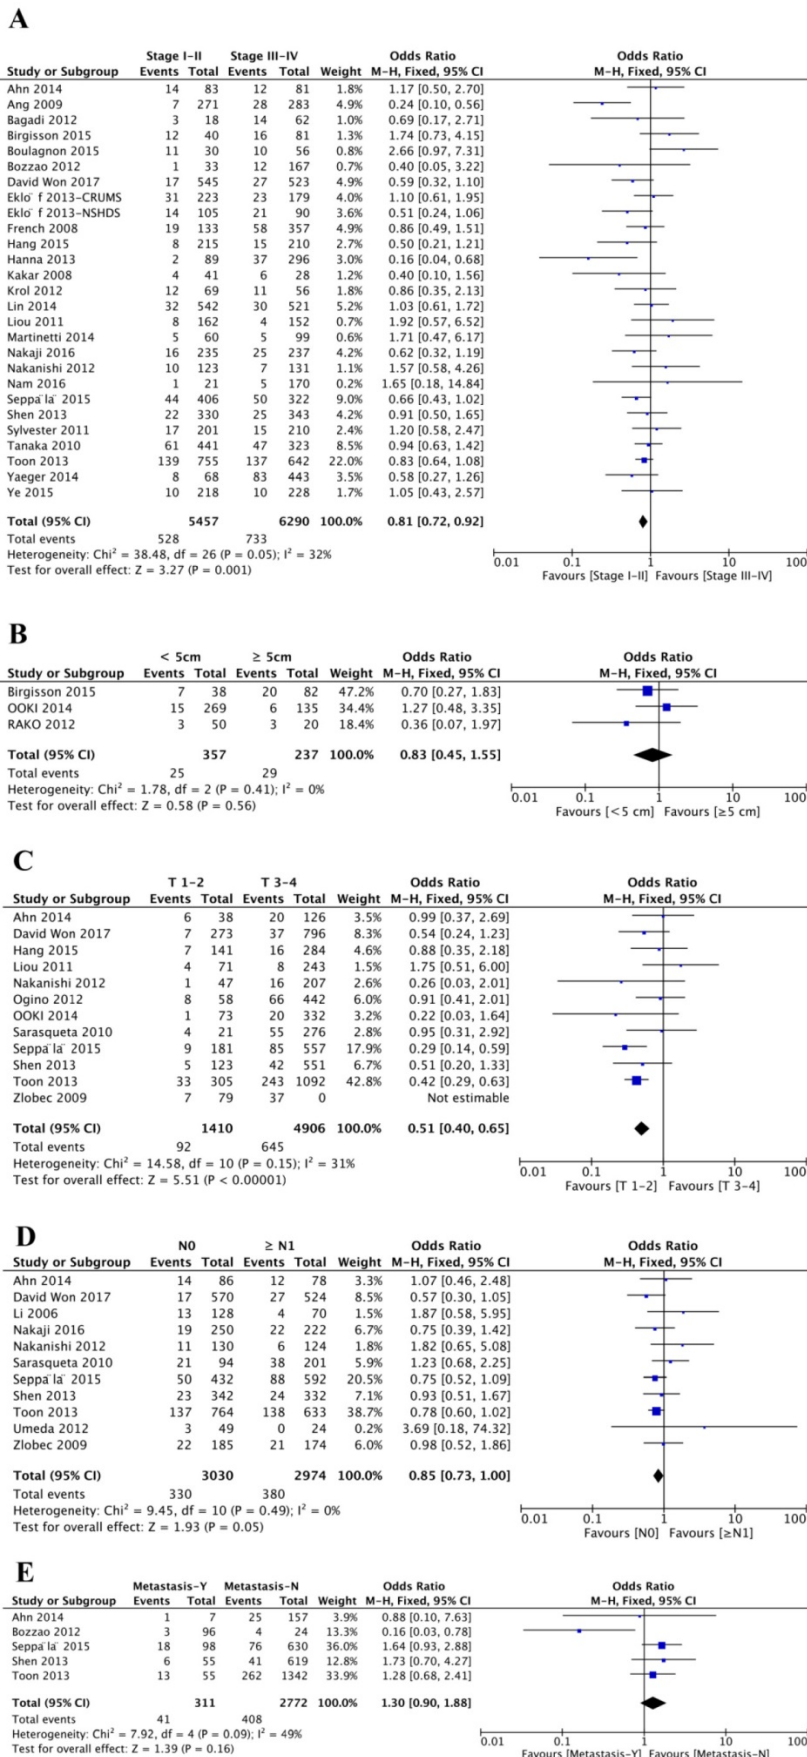 A
Stage I-II Stage III-IV Odds Ratio Odds Ratio
Study or Subgroup Events Total Events Total Weight M-H, Fixed, 95% CI M-H, Fixed, 95% CI
Ahn 2014 14 83 12 81 1.8% 1.17 [0.50, 2.70]
Ang 2009 7 271 28 283 4.9% 0.24 [0.10, 0.56]
Bagadi 2012 3 18 14 62 1.0% 0.69 [0.17, 2.71]
Birgisson 2015 12 40 16 81 1.3% 1.74 [0.73, 4.15]
Boulagnon 2015 11 30 10 56 0.8% 2.66 [0.97, 7.31]
Bozzao 2012 1 33 12 167 0.7% 0.40 [0.05, 3.22]
David Won 2017 17 545 27 523 4.9% 0.59 [0.32, 1.10]
Eklo¨f 2013-CRUMS 31 223 23 179 4.1% 1.10 [0.61, 1.95]
Eklo¨f 2013-NSHDS 14 105 21 90 3.6% 0.51 [0.24, 1.06]
French 2008 19 133 58 357 4.9% 0.86 [0.49, 1.51]
Hang 2015 8 215 15 210 2.7% 0.50 [0.21, 1.21]
Hanna 2013 2 89 37 296 3.0% 0.16 [0.04, 0.68]
Kakar 2008 4 41 6 28 1.2% 0.40 [0.10, 1.56]
Krol 2012 12 69 11 56 1.8% 0.86 [0.35, 2.13]
Lin 2014 32 542 30 521 5.2% 1.03 [0.61, 1.72]
Liou 2011 8 162 4 152 0.7% 1.92 [0.57, 6.52]
Martinetti 2014 5 60 5 99 0.6% 1.71 [0.47, 6.17]
Nakaji 2016 16 235 25 237 4.2% 0.62 [0.32, 1.19]
Nakanishi 2012 10 123 7 131 1.1% 1.57 [0.58, 4.26]
Nam 2016 1 21 5 170 0.2% 1.65 [0.18, 14.84]
Seppa¨la¨ 2015 44 406 50 322 9.2% 0.66 [0.43, 1.02]
Shen 2013 22 330 25 343 4.2% 0.91 [0.50, 1.65]
Sylvester 2011 17 201 15 210 2.4% 1.20 [0.58, 2.47]
Tanaka 2010 61 441 47 323 8.5% 0.94 [0.63, 1.42]
Toon 2013 139 755 137 642 22.0% 0.83 [0.64, 1.08]
Yaeger 2014 8 68 83 443 3.5% 0.58 [0.27, 1.26]
Ye 2015 10 218 10 228 1.7% 1.05 [0.43, 2.57]
Total (95% CI) 5457 6290 100.0% 0.81 [0.72, 0.92]
Total events 528 733
Heterogeneity: Chi² = 38.48, df = 26 (P = 0.05); I² = 32%
Test for overall effect: Z = 3.27 (P = 0.001)
0.01 0.1 1 10 100
Favours [Stage I-II] Favours [Stage III-IV]
B
< 5cm ≥ 5cm Odds Ratio Odds Ratio
Study or Subgroup Events Total Events Total Weight M-H, Fixed, 95% CI M-H, Fixed, 95% CI
Birgisson 2015 7 38 20 82 47.2% 0.70 [0.27, 1.83]
OOKI 2014 15 269 6 135 34.4% 1.27 [0.48, 3.35]
RAKO 2012 3 50 3 20 18.4% 0.36 [0.07, 1.97]
Total (95% CI) 357 237 100.0% 0.83 [0.45, 1.55]
Total events 25 29
Heterogeneity: Chi² = 1.78, df = 2 (P = 0.41); I² = 0%
Test for overall effect: Z = 0.58 (P = 0.56)
0.01 0.1 1 10 100
Favours [<5 cm] Favours [≥5 cm]
C
T 1-2 T 3-4 Odds Ratio Odds Ratio
Study or Subgroup Events Total Events Total Weight M-H, Fixed, 95% CI M-H, Fixed, 95% CI
Ahn 2014 6 38 20 126 3.5% 0.99 [0.37, 2.69]
David Won 2017 7 273 37 796 8.3% 0.54 [0.24, 1.23]
Hang 2015 7 141 16 284 4.6% 0.88 [0.35, 2.18]
Liou 2011 4 71 8 243 1.5% 1.75 [0.51, 6.00]
Nakanishi 2012 1 47 16 207 2.6% 0.26 [0.03, 2.01]
Ogino 2012 8 58 66 442 6.0% 0.91 [0.41, 2.01]
OOKI 2014 1 73 20 332 3.2% 0.22 [0.03, 1.64]
Sarasqueta 2010 4 21 55 276 2.8% 0.95 [0.31, 2.92]
Seppa¨la¨ 2015 9 181 85 557 17.9% 0.29 [0.14, 0.59]
Shen 2013 5 123 42 551 6.7% 0.51 [0.20, 1.33]
Toon 2013 33 305 243 1092 42.8% 0.42 [0.29, 0.63]
Zlobec 2009 7 79 37 0 Not estimable
Total (95% CI) 1410 4906 100.0% 0.51 [0.40, 0.65]
Total events 92 645
Heterogeneity: Chi² = 14.58, df = 10 (P = 0.15); I² = 31%
Test for overall effect: Z = 5.51 (P < 0.00001)
0.01 0.1 1 10 100
Favours [T 1-2] Favours [T 3-4]
D
N0 ≥ N1 Odds Ratio Odds Ratio
Study or Subgroup Events Total Events Total Weight M-H, Fixed, 95% CI M-H, Fixed, 95% CI
Ahn 2014 14 86 12 78 3.3% 1.07 [0.46, 2.48]
David Won 2017 17 570 27 524 8.5% 0.57 [0.30, 1.05]
Li 2006 13 128 4 70 1.5% 1.87 [0.58, 5.95]
Nakaji 2016 19 250 22 222 6.7% 0.75 [0.39, 1.42]
Nakanishi 2012 11 130 6 124 1.8% 1.82 [0.65, 5.08]
Sarasqueta 2010 21 94 38 201 5.9% 1.23 [0.68, 2.25]
Seppa¨la¨ 2015 50 432 88 592 20.5% 0.75 [0.52, 1.09]
Shen 2013 23 342 24 332 7.1% 0.93 [0.51, 1.67]
Toon 2013 137 764 138 633 38.7% 0.78 [0.60, 1.02]
Umeda 2012 3 49 0 24 0.2% 3.69 [0.18, 74.32]
Zlobec 2009 22 185 21 174 6.0% 0.98 [0.52, 1.86]
Total (95% CI) 3030 2974 100.0% 0.85 [0.73, 1.00]
Total events 330 380
Heterogeneity: Chi² = 9.45, df = 10 (P = 0.49); I² = 0%
Test for overall effect: Z = 1.93 (P = 0.05)
0.01 0.1 1 10 100
Favours [N0] Favours [≥N1]
E
Metastasis-Y Metastasis-N Odds Ratio Odds Ratio
Study or Subgroup Events Total Events Total Weight M-H, Fixed, 95% CI M-H, Fixed, 95% CI
Ahn 2014 1 7 25 157 3.9% 0.88 [0.10, 7.63]
Bozzao 2012 3 96 4 24 13.3% 0.16 [0.03, 0.78]
Seppa¨la¨ 2015 18 98 76 630 36.0% 1.64 [0.93, 2.88]
Shen 2013 6 55 41 619 12.8% 1.73 [0.70, 4.27]
Toon 2013 13 55 262 1342 33.9% 1.28 [0.68, 2.41]
Total (95% CI) 311 2772 100.0% 1.30 [0.90, 1.88]
Total events 41 408
Heterogeneity: Chi² = 7.92, df = 4 (P = 0.09); I² = 49%
Test for overall effect: Z = 1.39 (P = 0.16)
0.01 0.1 1 10 100
Favours [Metastasis-Y] Favours [Metastasis-N]